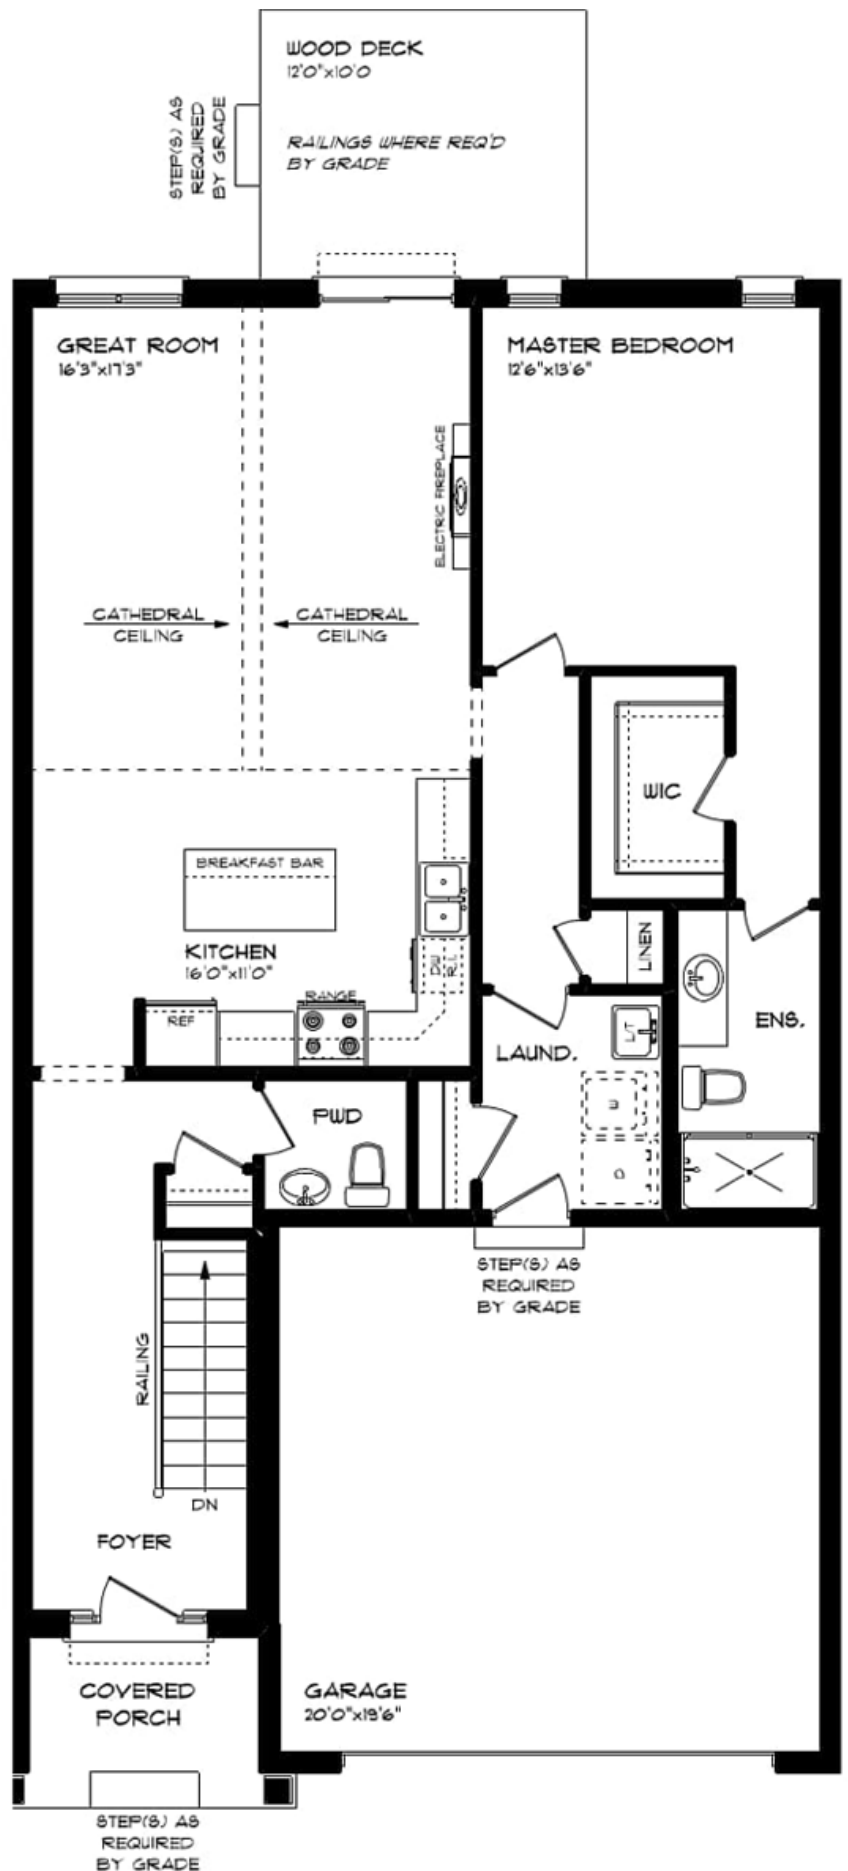 WOOD DECK
12'0"x10'0
STEP(S) AS
REQUIRED
BY GRADE
RAILINGS WHERE REQ'D
BY GRADE
GREAT ROOM
16'3"x17'3"
MASTER BEDROOM
12'6"x13'6"
ELECTRIC FIREPLACE
CATHEDRAL
CEILING
CATHEDRAL
CEILING
WIC
BREAKFAST BAR
KITCHEN
16'0"x11'0"
DW
R.I.
LINEN
RANGE
REF
L/T
ENS.
LAUND.
PWD
W
D
STEP(S) AS
REQUIRED
BY GRADE
RAILING
DN
FOYER
COVERED
PORCH
GARAGE
20'0"x19'6"
STEP(S) AS
REQUIRED
BY GRADE